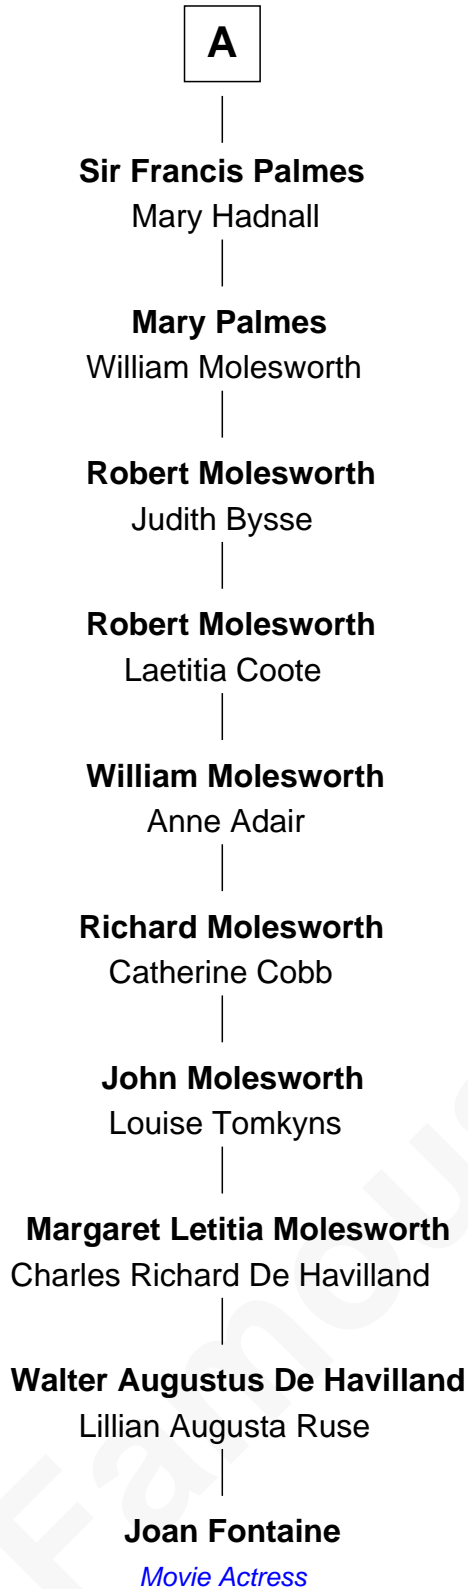 A
Sir Francis Palmes
Mary Hadnall
Mary Palmes
William Molesworth
Robert Molesworth
Judith Bysse
Robert Molesworth
Laetitia Coote
William Molesworth
Anne Adair
Richard Molesworth
Catherine Cobb
John Molesworth
Louise Tomkyns
Margaret Letitia Molesworth
Charles Richard De Havilland
Walter Augustus De Havilland
Lillian Augusta Ruse
Joan Fontaine
Movie Actress
Famous